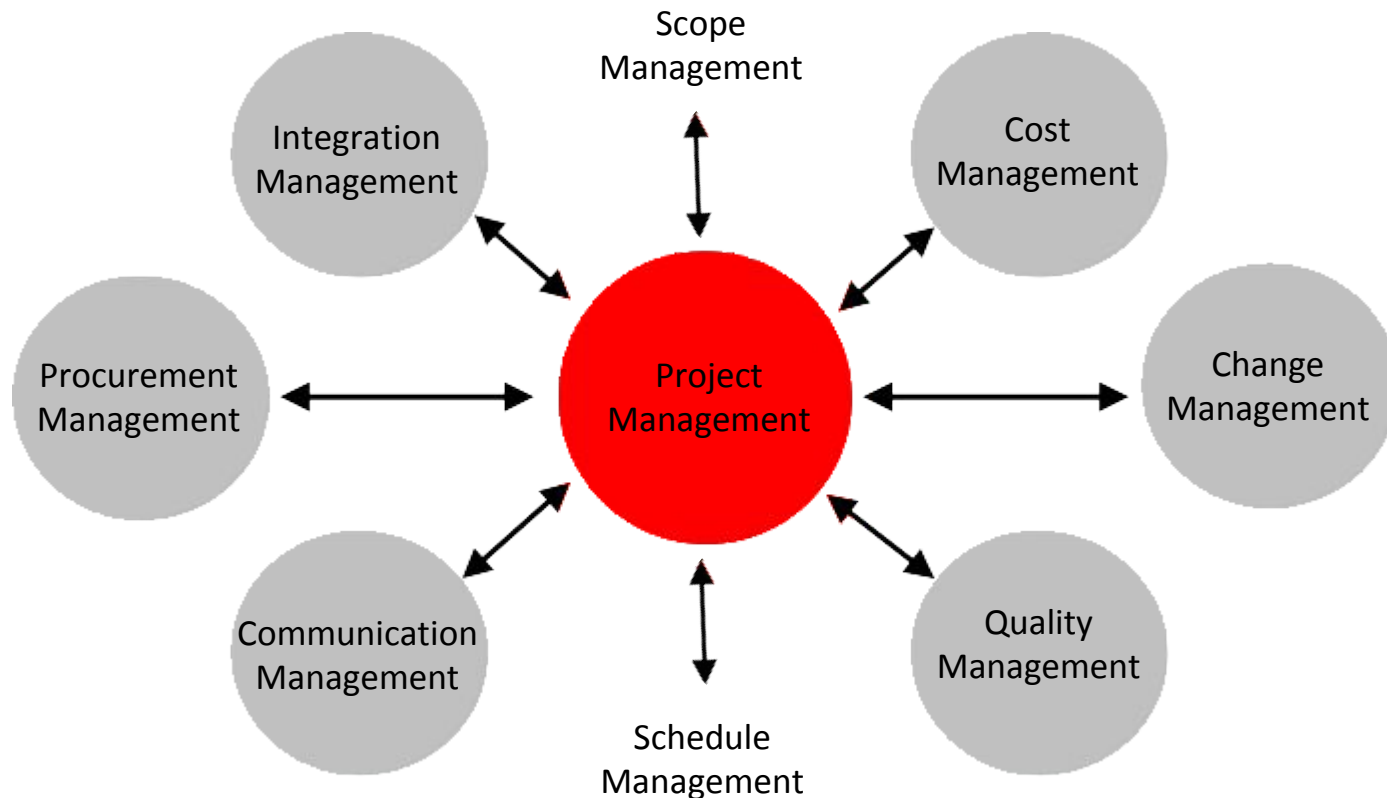 Scope
Management
Integration
Management
Cost
Management
Procurement
Management
Project
Management
Change
Management
Communication
Management
Quality
Management
Schedule
Management